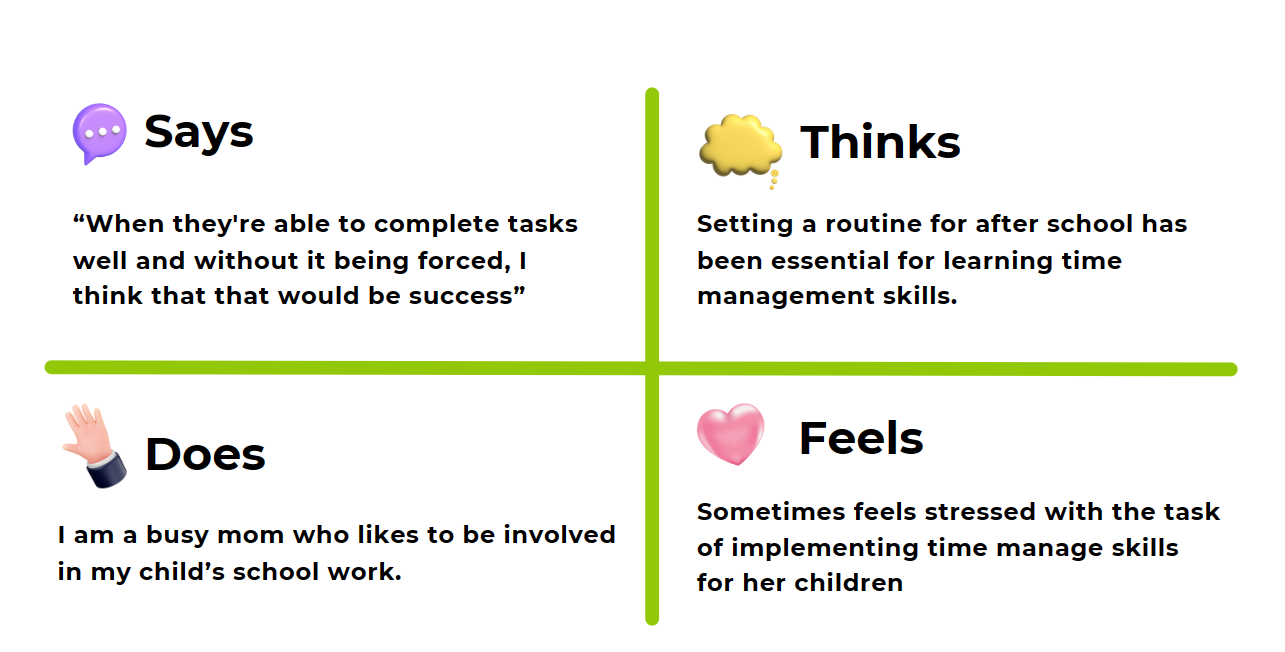 Says
“When they're able to complete tasks
well and without it being forced, I
think that that would be success”
Thinks
Setting a routine for after school has
been essential for learning time
management skills.
Does
I am a busy mom who likes to be involved
in my child’s school work.
Feels
Sometimes feels stressed with the task
of implementing time manage skills
for her children